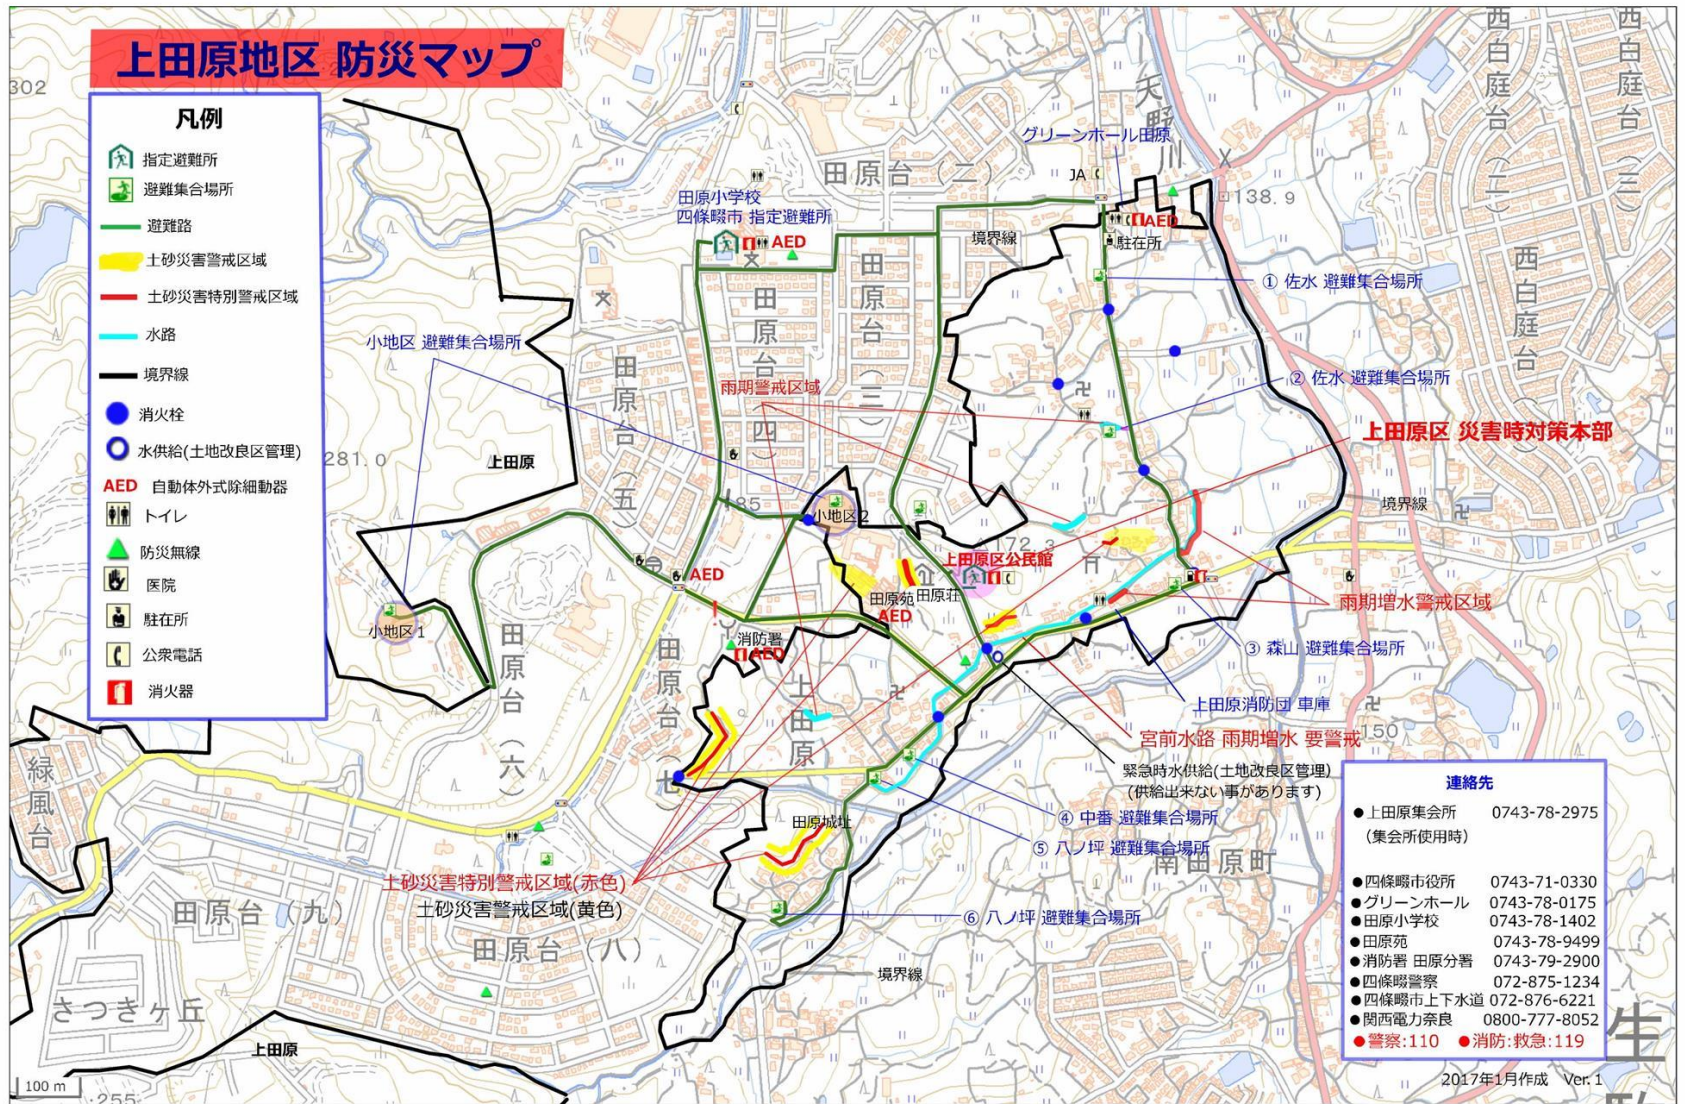 上田原地区 防災マップ
凡例
指定避難所
避難集合場所
避難路
土砂災害警戒区域
土砂災害特別警戒区域
水路
境界線
消火栓
水供給(土地改良区管理)
AED 自動体外式除細動器
トイレ
防災無線
医院
駐在所
公衆電話
消火器
302
281.0
上田原
小地区 避難集合場所
小地区1
小地区2
田原小学校
四條畷市 指定避難所
AED
文
文
田原台(二)
田原台(三)
田原台(四)
田原台(五)
田原台(六)
田原台(七)
田原台(八)
田原台(九)
緑風台
さつきヶ丘
上田原
255
100 m
185
雨期警戒区域
グリーンホール田原
JA
AED
駐在所
境界線
天野川
138.9
西白庭台(二)
西白庭台(三)
西白庭台
① 佐水 避難集合場所
② 佐水 避難集合場所
上田原区 災害時対策本部
境界線
172.3
上田原区公民館
田原苑
田原荘
AED
AED
消防署
AED
雨期増水警戒区域
③ 森山 避難集合場所
上田原消防団 車庫
宮前水路 雨期増水 要警戒
緊急時水供給(土地改良区管理)
(供給出来ない事があります)
④ 中番 避難集合場所
⑤ 八ノ坪 避難集合場所
⑥ 八ノ坪 避難集合場所
上田原
田原城址
土砂災害特別警戒区域(赤色)
土砂災害警戒区域(黄色)
境界線
南田原町
150
150
連絡先
●上田原集会所 0743-78-2975
(集会所使用時)
●四條畷市役所 0743-71-0330
●グリーンホール 0743-78-0175
●田原小学校 0743-78-1402
●田原苑 0743-78-9499
●消防署 田原分署 0743-79-2900
●四條畷警察 072-875-1234
●四條畷市上下水道 072-876-6221
●関西電力奈良 0800-777-8052
●警察:110 ●消防:救急:119
2017年1月作成 Ver.1
生駒